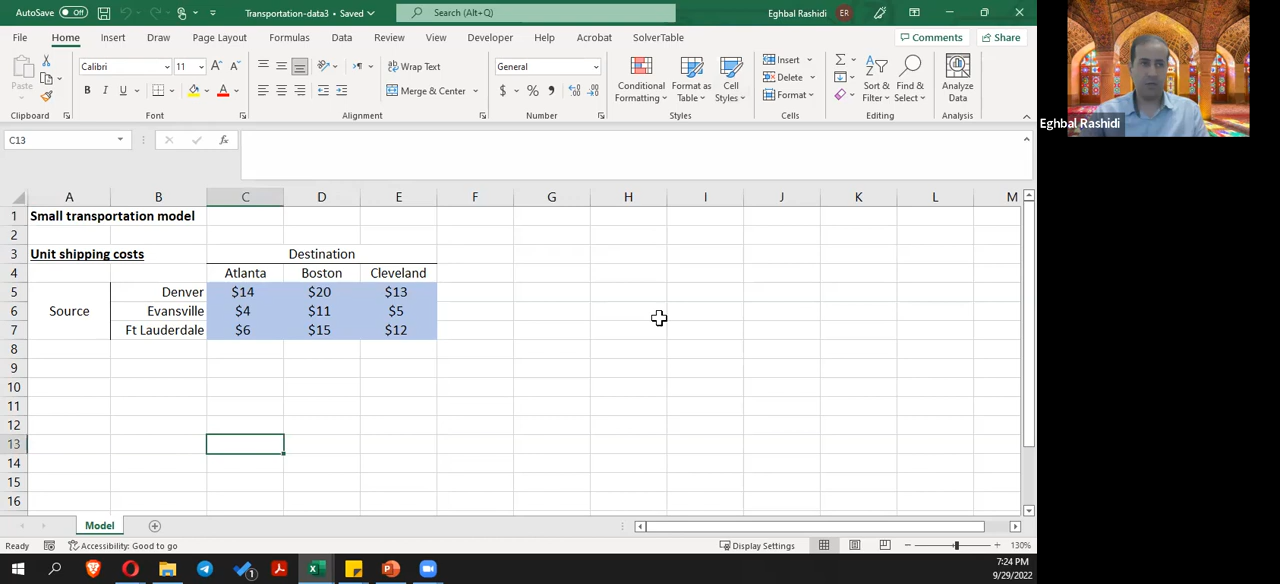 AutoSave Off Transportation-data3 • Saved Search (Alt+Q) Eghbal Rashidi ER
File Home Insert Draw Page Layout Formulas Data Review View Developer Help Acrobat SolverTable Comments Share
Paste Calibri 11 Wrap Text General Conditional Formatting Format as Table Cell Styles Insert Sort & Filter Find & Select Analyze Data
B I U Merge & Center $ % Delete
Format
Clipboard Font Alignment Number Styles Cells Editing Analysis
C13 fx
Eghbal Rashidi
A B C D E F G H I J K L M
1 Small transportation model
2
3 Unit shipping costs Destination
4 Atlanta Boston Cleveland
5 Denver $14 $20 $13
6 Source Evansville $4 $11 $5
7 Ft Lauderdale $6 $15 $12
8
9
10
11
12
13
14
15
16
Model
Ready Accessibility: Good to go Display Settings 130%
1
7:24 PM
9/29/2022